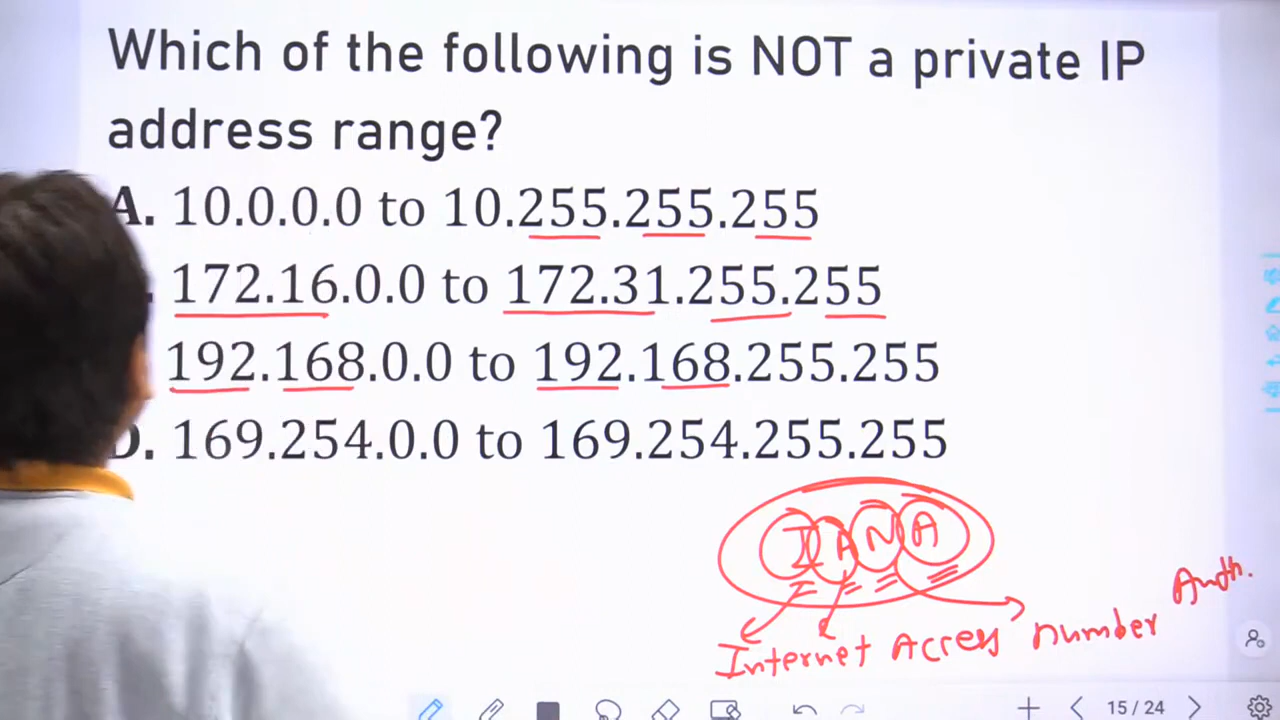 Which of the following is NOT a private IP
address range?
A. 10.0.0.0 to 10.255.255.255
172.16.0.0 to 172.31.255.255
192.168.0.0 to 192.168.255.255
D. 169.254.0.0 to 169.254.255.255
IANA
Internet Access Number Auth.
15/24